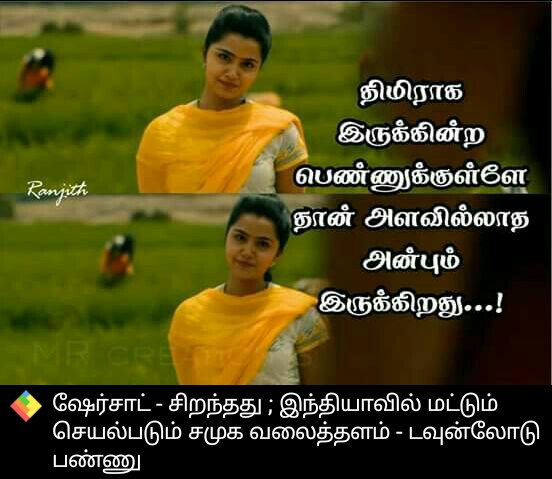 திமிராக
இருக்கின்ற
பெண்ணுக்குள்ளே
Ranjith
தான் அளவில்லாத
அன்பும்
இருக்கிறது...!
ஷேர்சாட் - சிறந்தது ; இந்தியாவில் மட்டும்
செயல்படும் சமுக வலைத்தளம் - டவுன்லோடு
பண்ணு